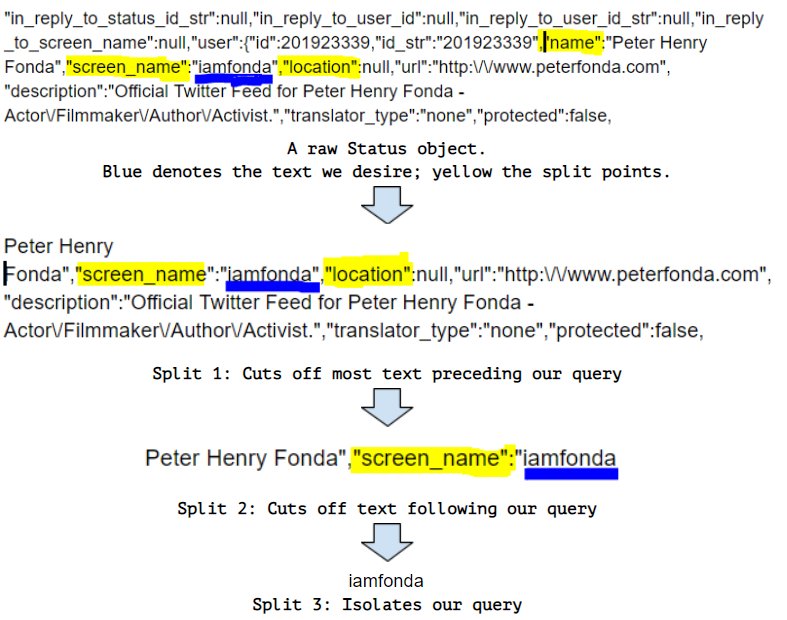 "in_reply_to_status_id_str":null,"in_reply_to_user_id":null,"in_reply_to_user_id_str":null,"in_reply
_to_screen_name":null,"user":{"id":201923339,"id_str":"201923339","name":"Peter Henry
Fonda","screen_name":"iamfonda","location":null,"url":"http:\/\/www.peterfonda.com",
"description":"Official Twitter Feed for Peter Henry Fonda -
Actor\/Filmmaker\/Author\/Activist.","translator_type":"none","protected":false,
A raw Status object.
Blue denotes the text we desire; yellow the split points.
Peter Henry
Fonda","screen_name":"iamfonda","location":null,"url":"http:\/\/www.peterfonda.com",
"description":"Official Twitter Feed for Peter Henry Fonda -
Actor\/Filmmaker\/Author\/Activist.","translator_type":"none","protected":false,
Split 1: Cuts off most text preceding our query
Peter Henry Fonda","screen_name":"iamfonda
Split 2: Cuts off text following our query
iamfonda
Split 3: Isolates our query